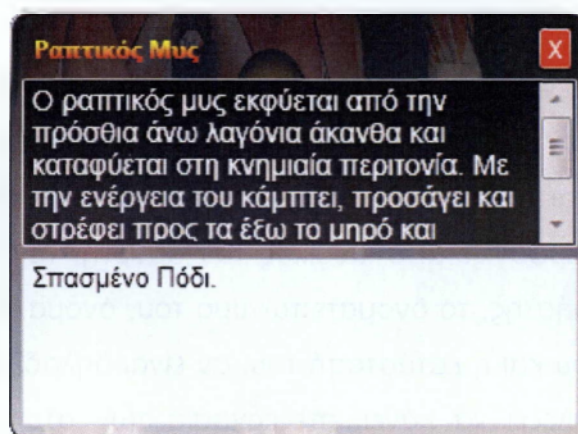 Ραπτικός Μυς
X
Ο ραπτικός μυς εκφύεται από την
πρόσθια άνω λαγόνια άκανθα και
καταφύεται στη κνημιαία περιτονία. Με
την ενέργεια του κάμπτει, προσάγει και
στρέφει προς τα έξω το μηρό και
Σπασμένο Πόδι.